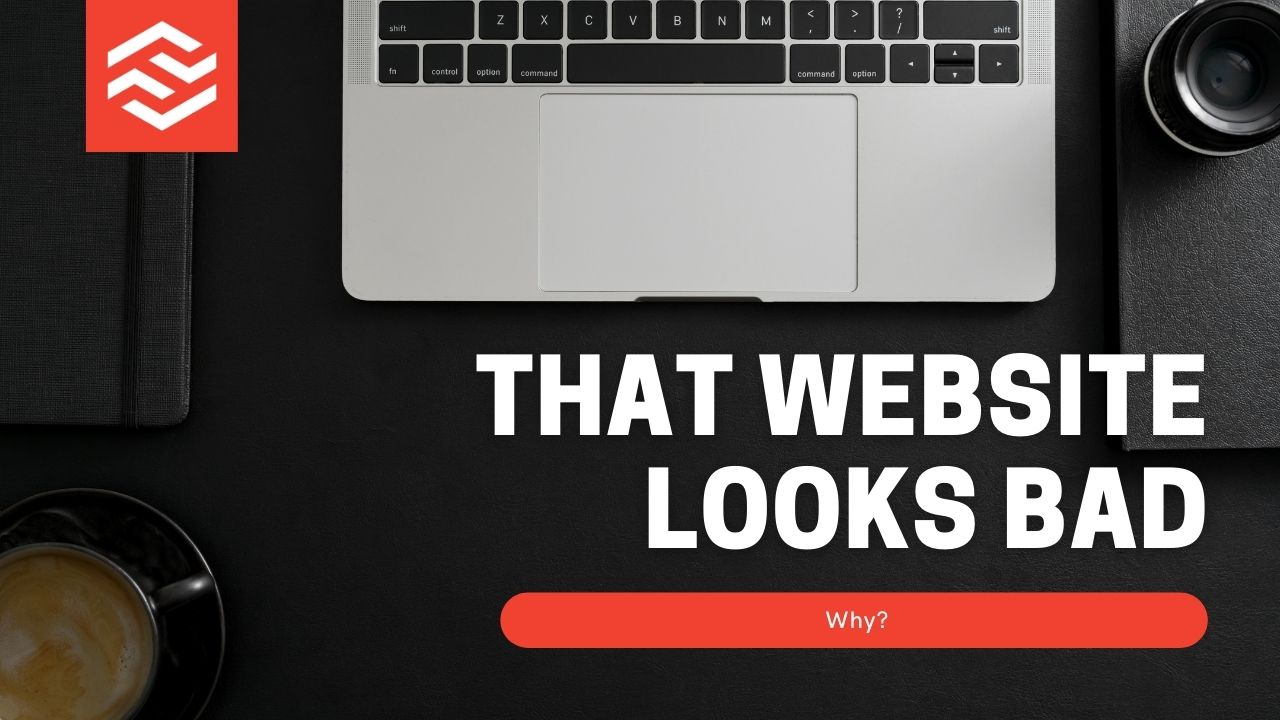 shift Z X C V B N M < , > . ? / shift
fn control option command command option
THAT WEBSITE
LOOKS BAD
Why?